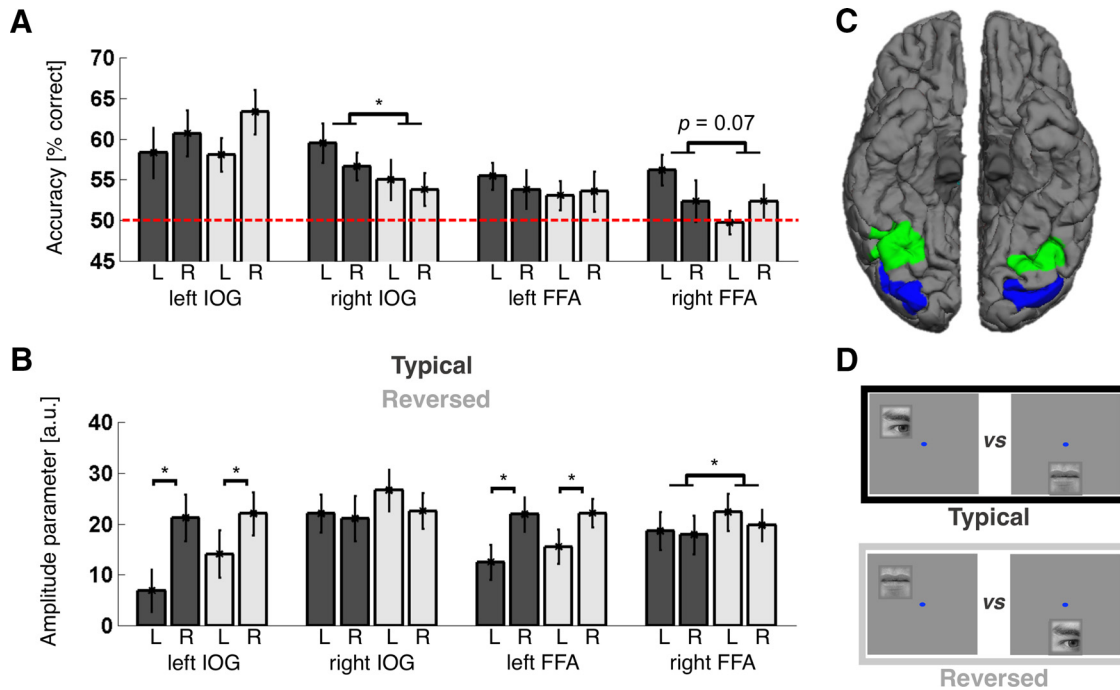 A
Accuracy [% correct]
70
65
60
55
50
45
*
p = 0.07
L R L R
L R L R
L R L R
L R L R
left IOG
right IOG
left FFA
right FFA
B
Typical
Reversed
Amplitude parameter [a.u.]
40
30
20
10
0
* *
* *
*
L R L R
L R L R
L R L R
L R L R
left IOG
right IOG
left FFA
right FFA
C
D
vs
Typical
vs
Reversed